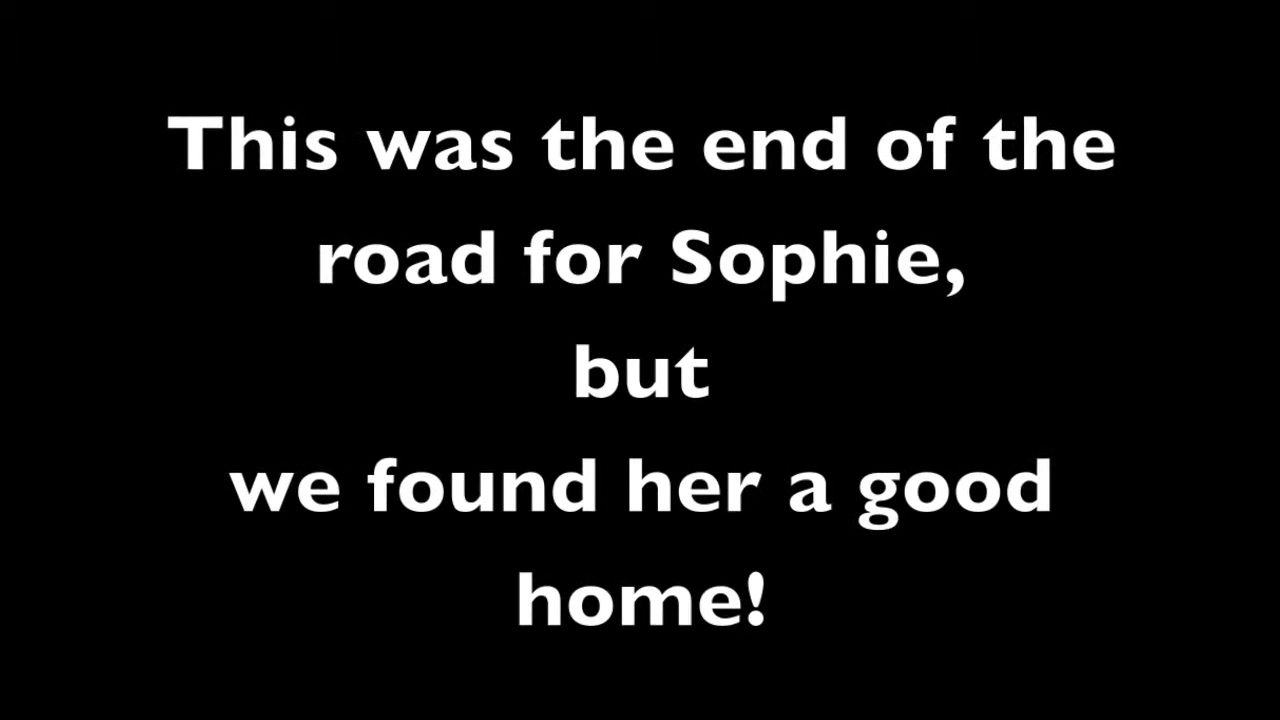 This was the end of the
road for Sophie,
but
we found her a good
home!